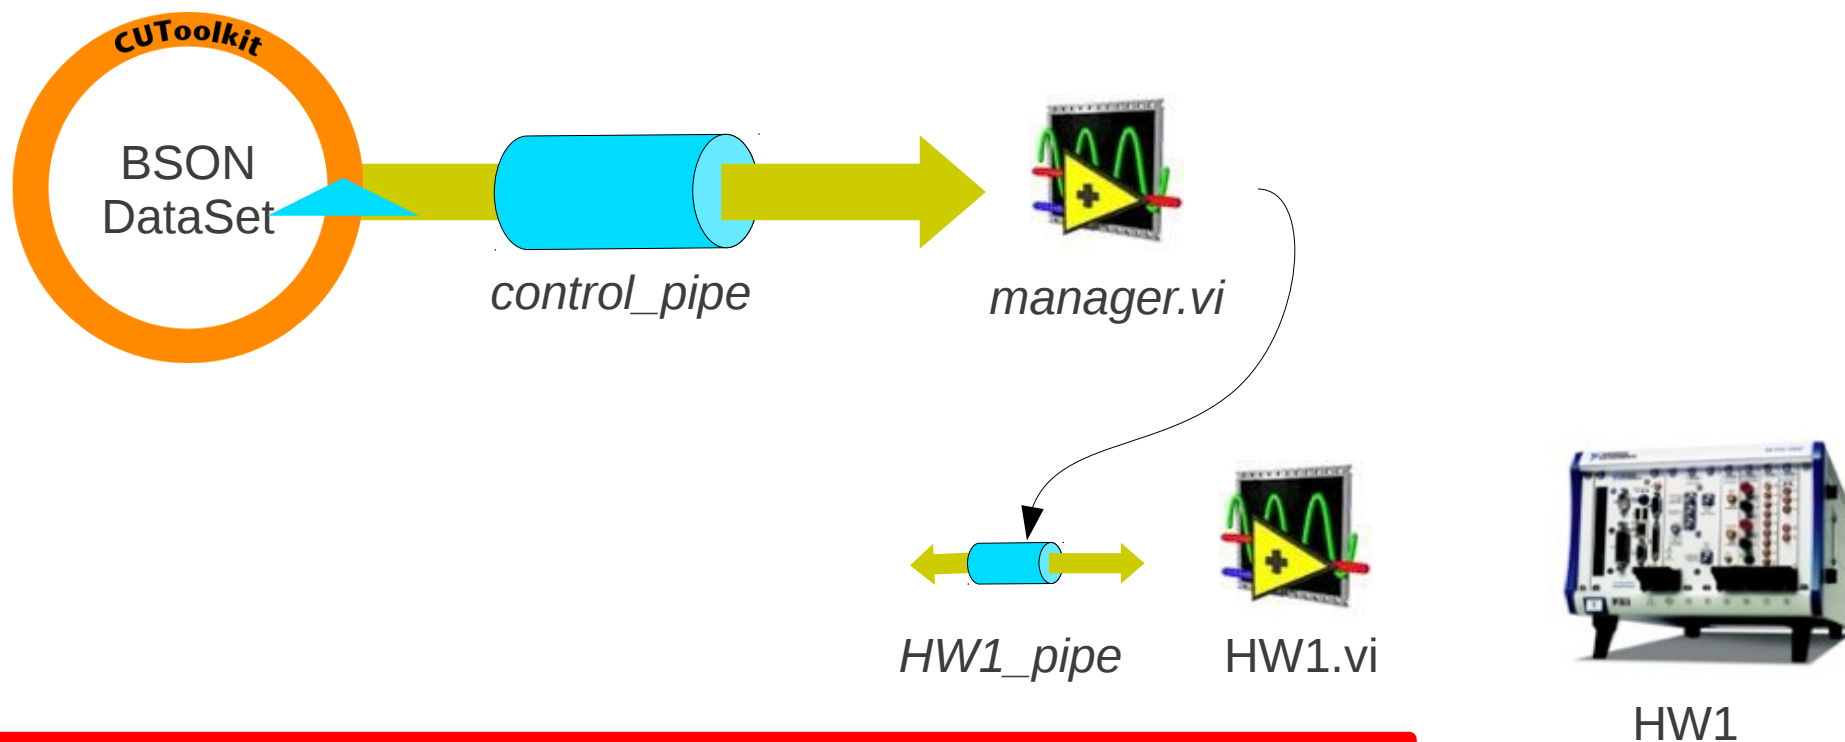 CUToolkit
BSON
DataSet
control_pipe
manager.vi
HW1_pipe
HW1.vi
HW1